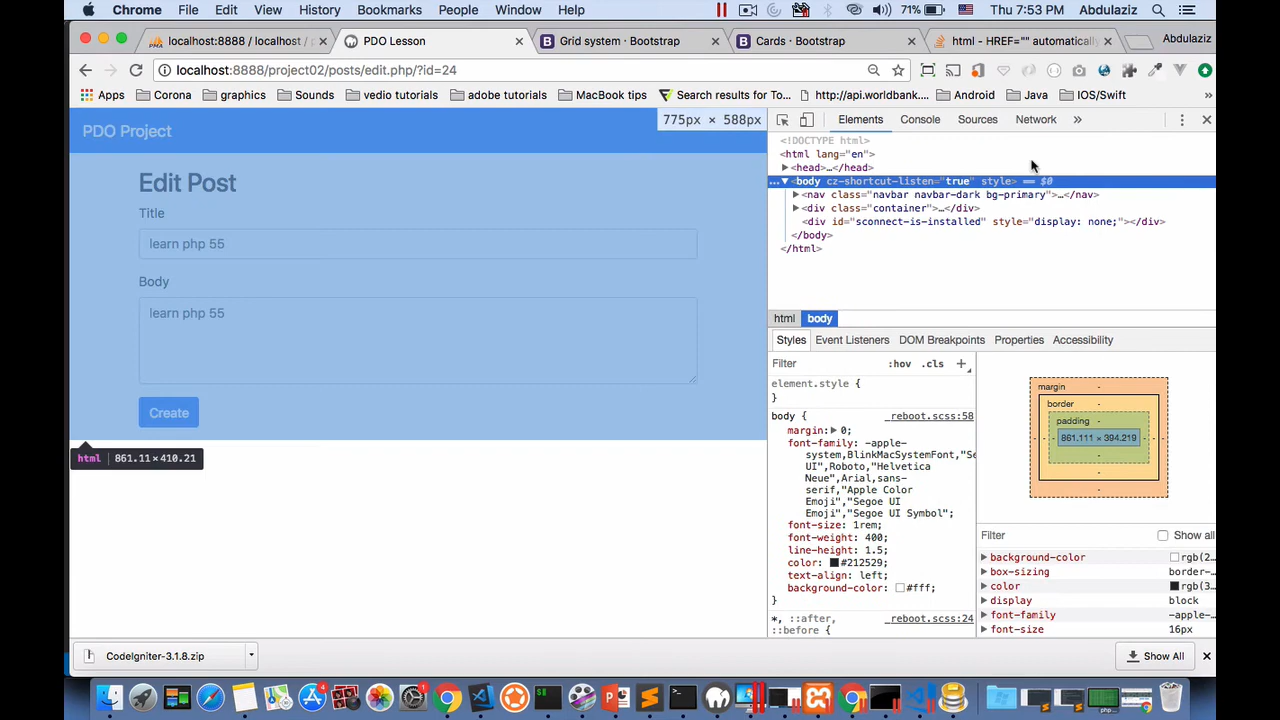 Chrome File Edit View History Bookmarks People Window Help 71% Thu 7:53 PM Abdulaziz
localhost:8888 / localhost / p
PDO Lesson
Grid system · Bootstrap
Cards · Bootstrap
html - HREF="" automatically
Abdulaziz
localhost:8888/project02/posts/edit.php/?id=24
Apps Corona graphics Sounds vedio tutorials adobe tutorials MacBook tips Search results for To... http://api.worldbank.... Android Java IOS/Swift »
PDO Project
775px × 588px
Edit Post
Title
learn php 55
Body
learn php 55
Create
html 861.11×410.21
Elements Console Sources Network »
<!DOCTYPE html>
<html lang="en">
<head>…</head>
… <body cz-shortcut-listen="true" style> == $0
<nav class="navbar navbar-dark bg-primary">…</nav>
<div class="container">…</div>
<div id="sconnect-is-installed" style="display: none;"></div>
</body>
</html>
html body
Styles Event Listeners DOM Breakpoints Properties Accessibility
Filter :hov .cls +
element.style {
}
body { _reboot.scss:58
margin: 0;
font-family: -apple-
system,BlinkMacSystemFont,"Se
UI",Roboto,"Helvetica
Neue",Arial,sans-
serif,"Apple Color
Emoji","Segoe UI
Emoji","Segoe UI Symbol";
font-size: 1rem;
font-weight: 400;
line-height: 1.5;
color: #212529;
text-align: left;
background-color: #fff;
}
*, ::after, _reboot.scss:24
::before {
margin -
border -
padding -
861.111 × 394.219
Filter Show all
background-color rgb(2…
box-sizing border-…
color rgb(3…
display block
font-family -apple-…
font-size 16px
CodeIgniter-3.1.8.zip
Show All